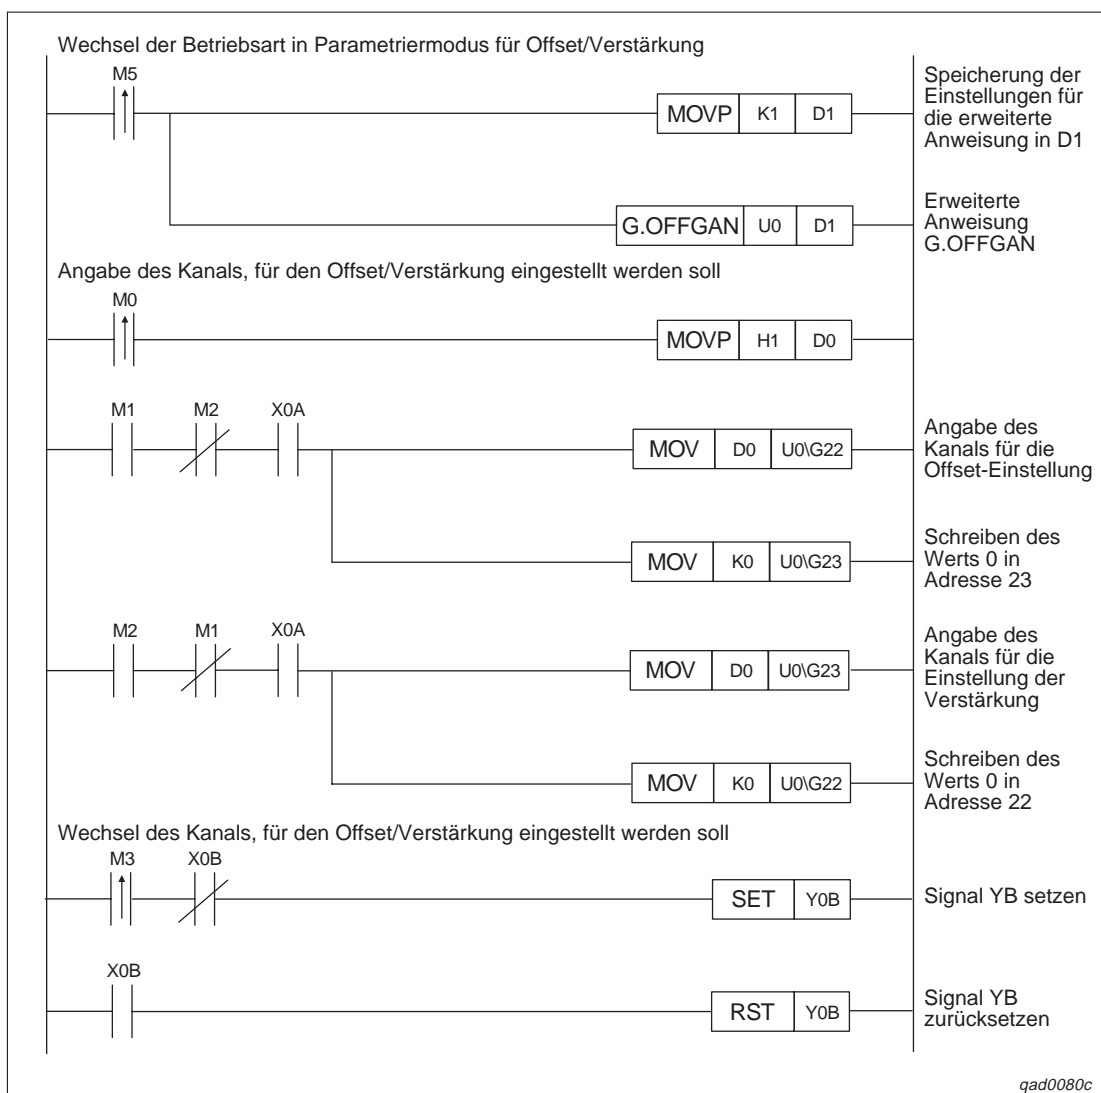 Wechsel der Betriebsart in Parametriermodus für Offset/Verstärkung
M5
MOVP K1 D1
Speicherung der
Einstellungen für
die erweiterte
Anweisung in D1
G.OFFGAN U0 D1
Erweiterte
Anweisung
G.OFFGAN
Angabe des Kanals, für den Offset/Verstärkung eingestellt werden soll
M0
MOVP H1 D0
M1 M2 X0A
MOV D0 U0\G22
Angabe des
Kanals für die
Offset-Einstellung
MOV K0 U0\G23
Schreiben des
Werts 0 in
Adresse 23
M2 M1 X0A
MOV D0 U0\G23
Angabe des
Kanals für die
Einstellung der
Verstärkung
MOV K0 U0\G22
Schreiben des
Werts 0 in
Adresse 22
Wechsel des Kanals, für den Offset/Verstärkung eingestellt werden soll
M3 X0B
SET Y0B
Signal YB setzen
X0B
RST Y0B
Signal YB
zurücksetzen
qad0080c